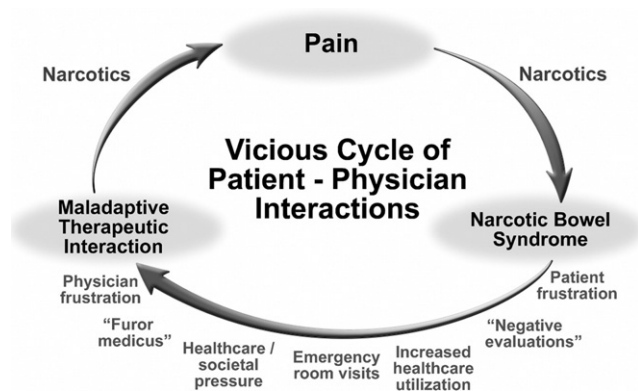 Pain
Narcotics
Narcotics
Vicious Cycle of
Patient - Physician
Interactions
Maladaptive
Therapeutic
Interaction
Narcotic Bowel
Syndrome
Physician
frustration
"Furor
medicus"
Healthcare /
societal
pressure
Emergency
room visits
Increased
healthcare
utilization
"Negative
evaluations"
Patient
frustration